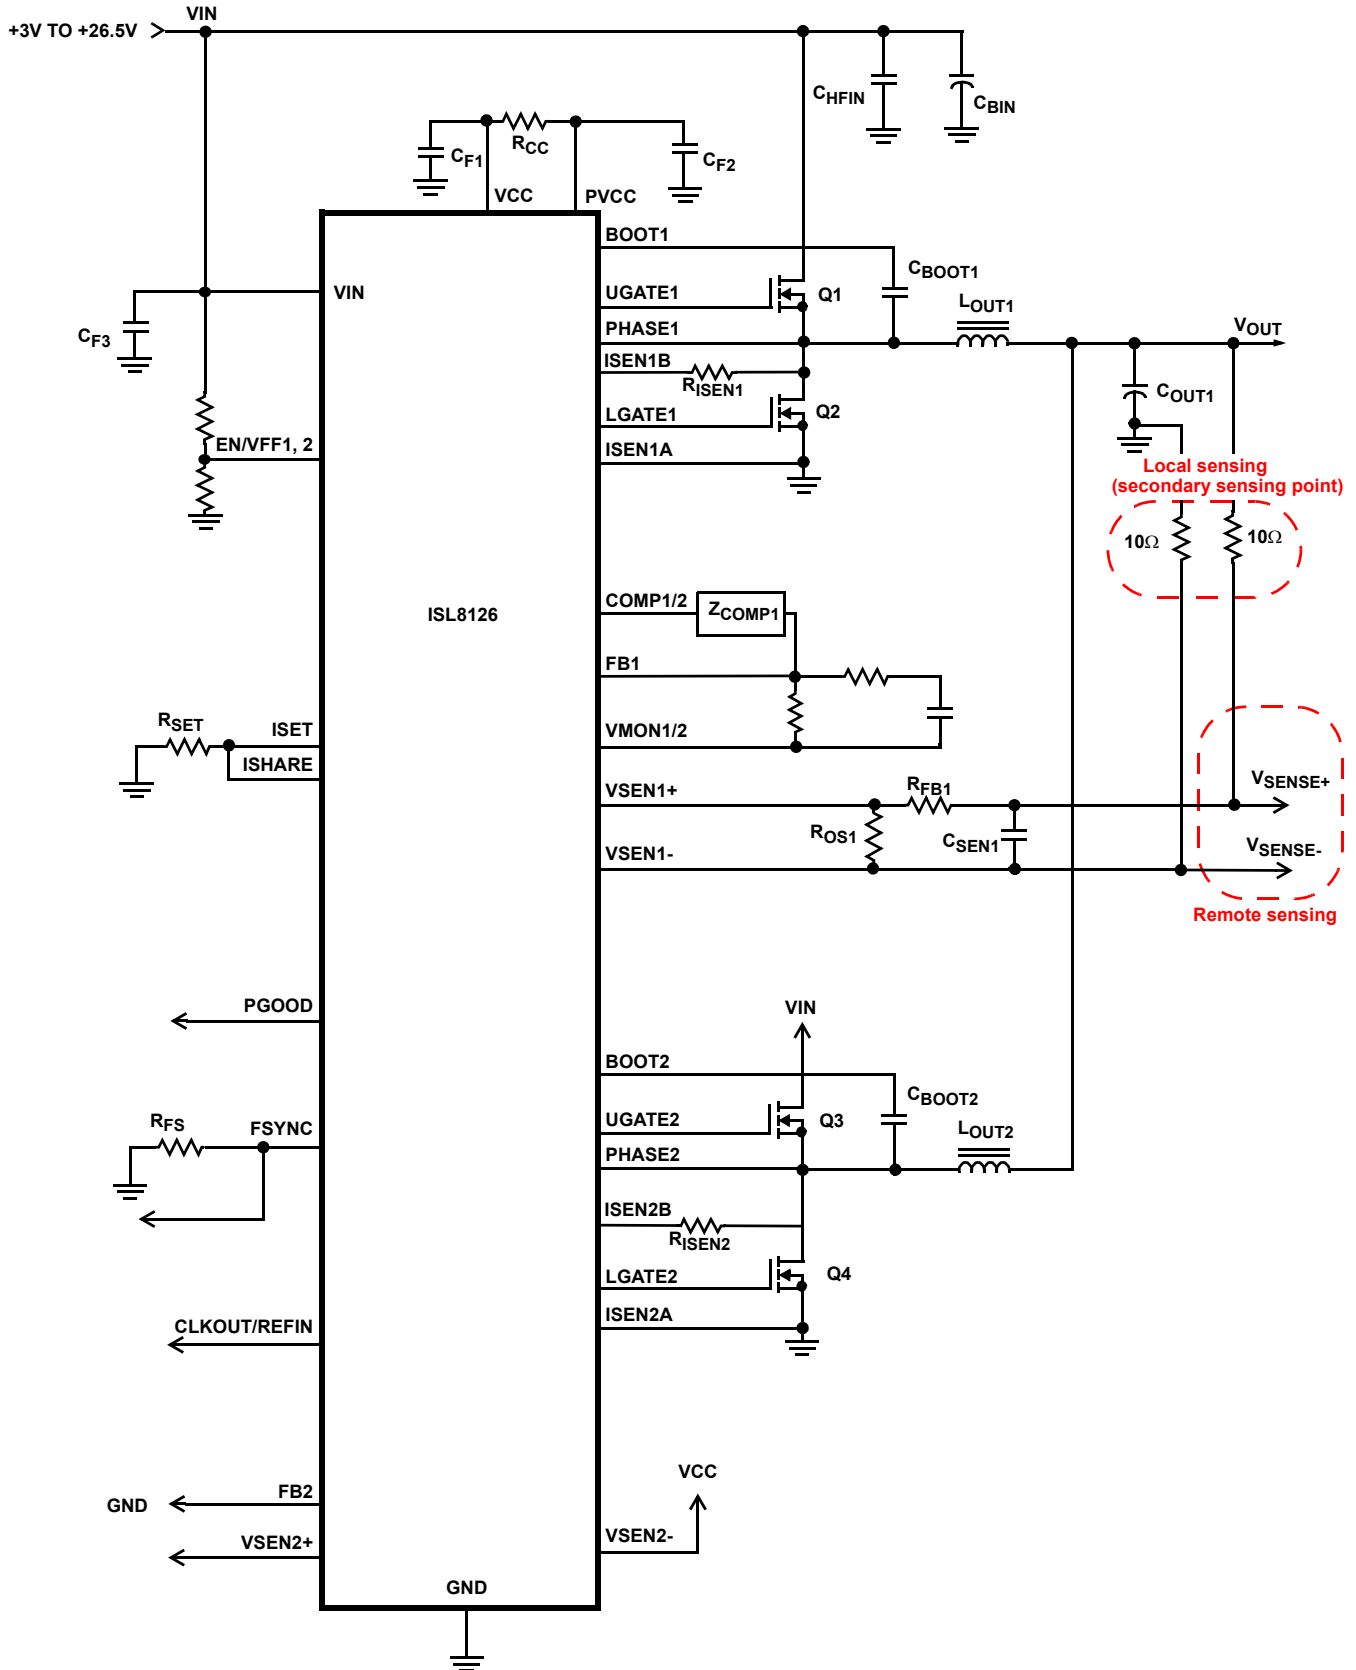 VIN
+3V TO +26.5V
CHFIN
CBIN
CF1
RCC
CF2
VCC
PVCC
BOOT1
CBOOT1
VIN
UGATE1
Q1
LOUT1
CF3
PHASE1
VOUT
ISEN1B
RISEN1
COUT1
LGATE1
Q2
EN/VFF1, 2
ISEN1A
Local sensing
(secondary sensing point)
10Ω
10Ω
COMP1/2
ZCOMP1
ISL8126
FB1
RSET
ISET
VMON1/2
ISHARE
VSEN1+
RFB1
VSENSE+
ROS1
CSEN1
VSEN1-
VSENSE-
Remote sensing
PGOOD
VIN
BOOT2
CBOOT2
RFS
FSYNC
UGATE2
Q3
LOUT2
PHASE2
ISEN2B
RISEN2
LGATE2
Q4
CLKOUT/REFIN
ISEN2A
VCC
GND
FB2
VSEN2+
VSEN2-
GND